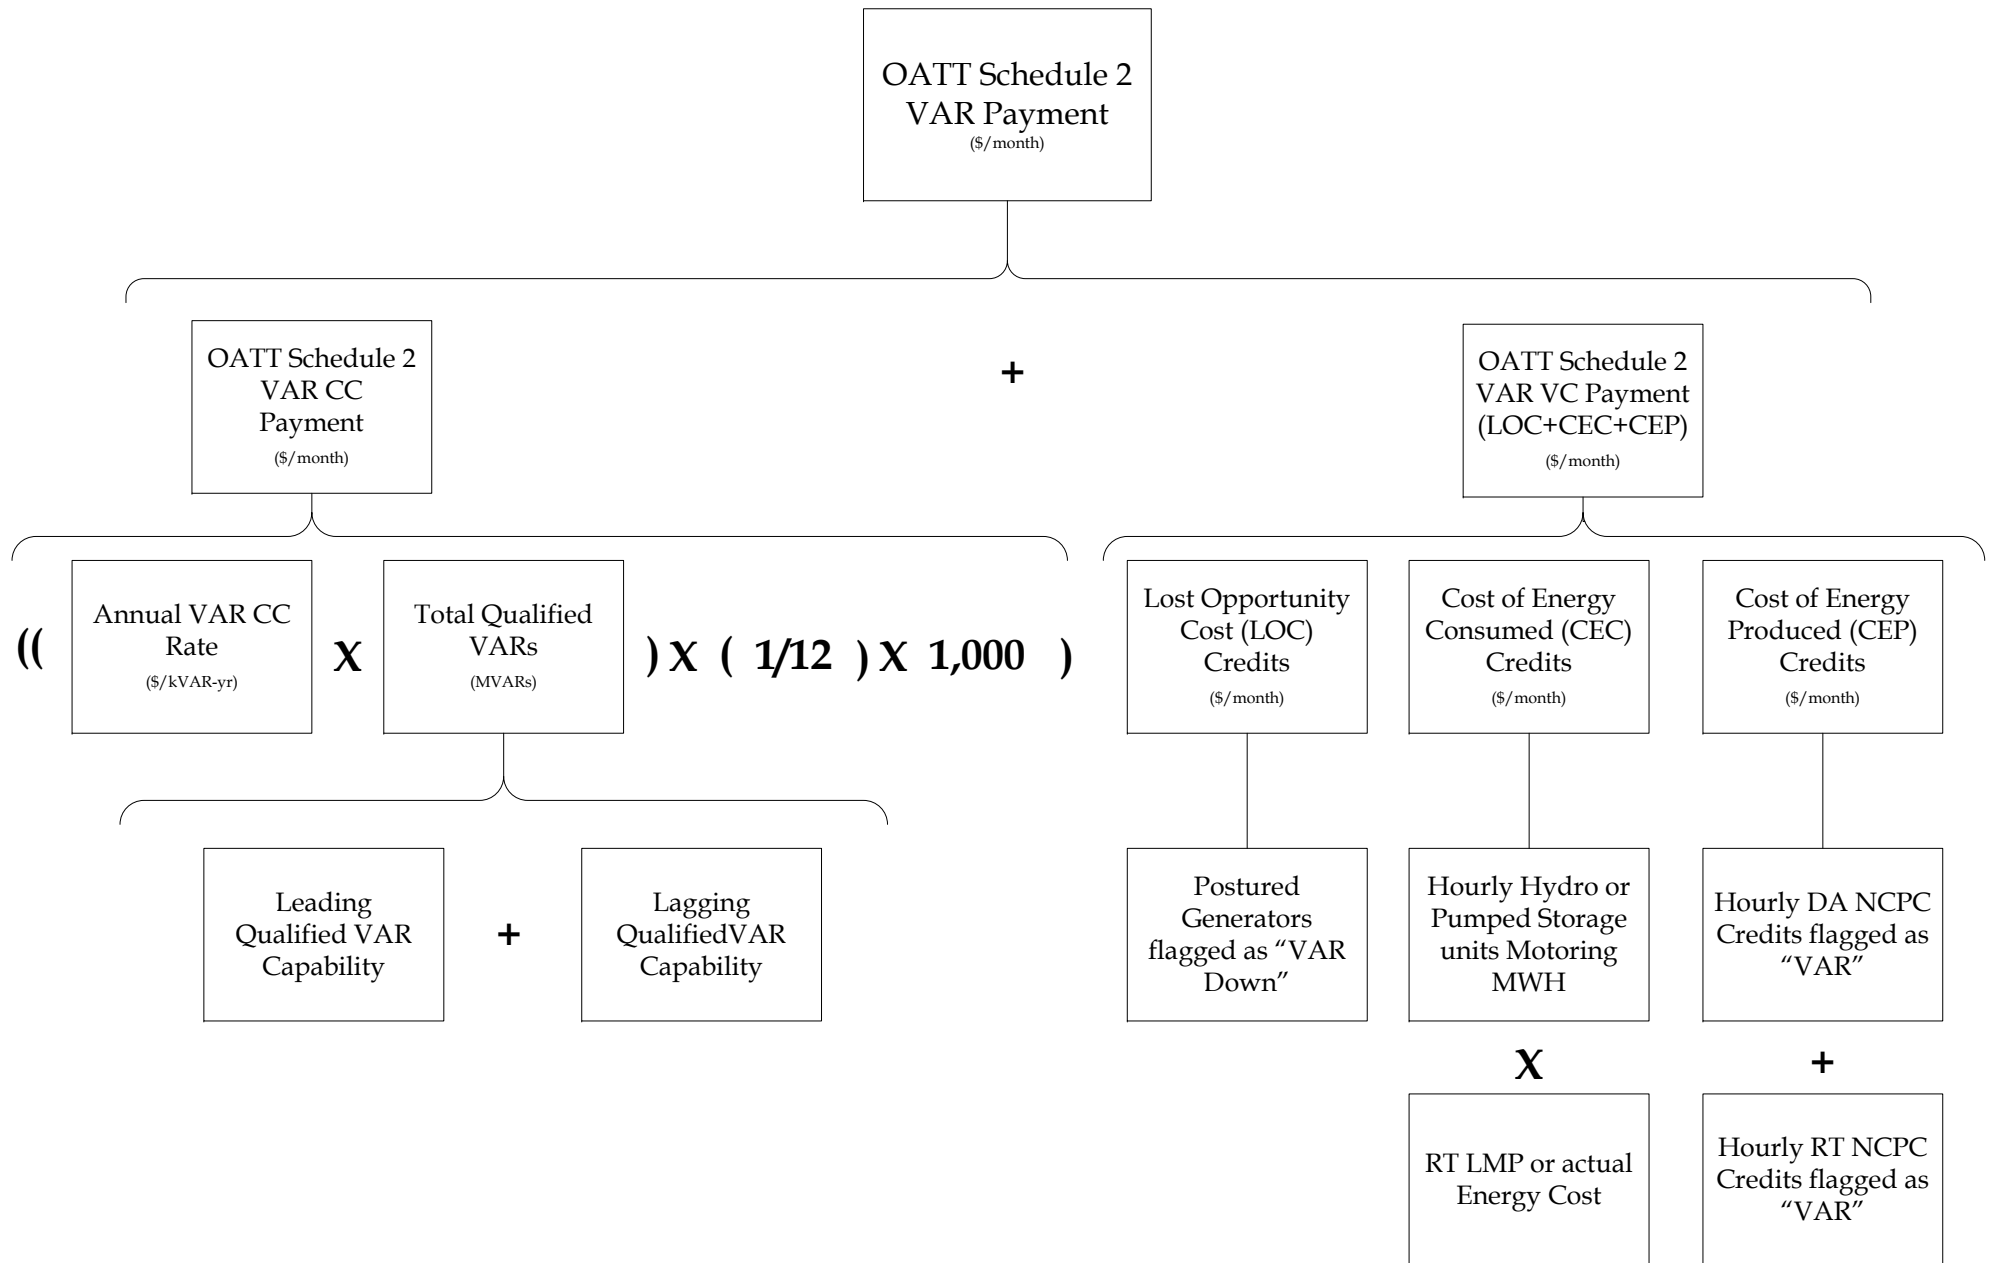 OATT Schedule 2
VAR Payment
($/month)
OATT Schedule 2
VAR CC
Payment
($/month)
+
OATT Schedule 2
VAR VC Payment
(LOC+CEC+CEP)
($/month)
((
Annual VAR CC
Rate
($/kVAR-yr)
X
Total Qualified
VARs
(MVARs)
) X ( 1/12 ) X 1,000 )
Lost Opportunity
Cost (LOC)
Credits
($/month)
Cost of Energy
Consumed (CEC)
Credits
($/month)
Cost of Energy
Produced (CEP)
Credits
($/month)
Leading
Qualified VAR
Capability
+
Lagging
QualifiedVAR
Capability
Postured
Generators
flagged as “VAR
Down”
Hourly Hydro or
Pumped Storage
units Motoring
MWH
X
RT LMP or actual
Energy Cost
Hourly DA NCPC
Credits flagged as
“VAR”
+
Hourly RT NCPC
Credits flagged as
“VAR”